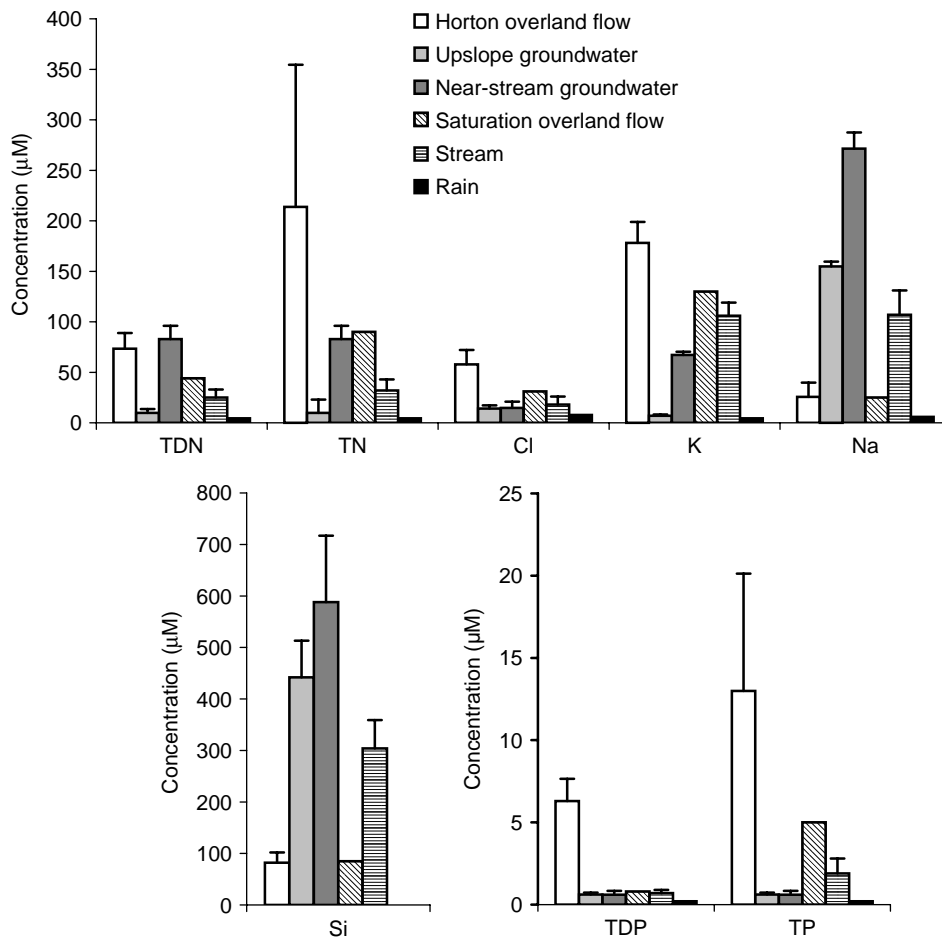 400
350
300
250
200
150
100
50
0
Concentration (μM)
Horton overland flow
Upslope groundwater
Near-stream groundwater
Saturation overland flow
Stream
Rain
TDN TN Cl K Na
800
700
600
500
400
300
200
100
0
Concentration (μM)
Si
25
20
15
10
5
0
Concentration (μM)
TDP TP